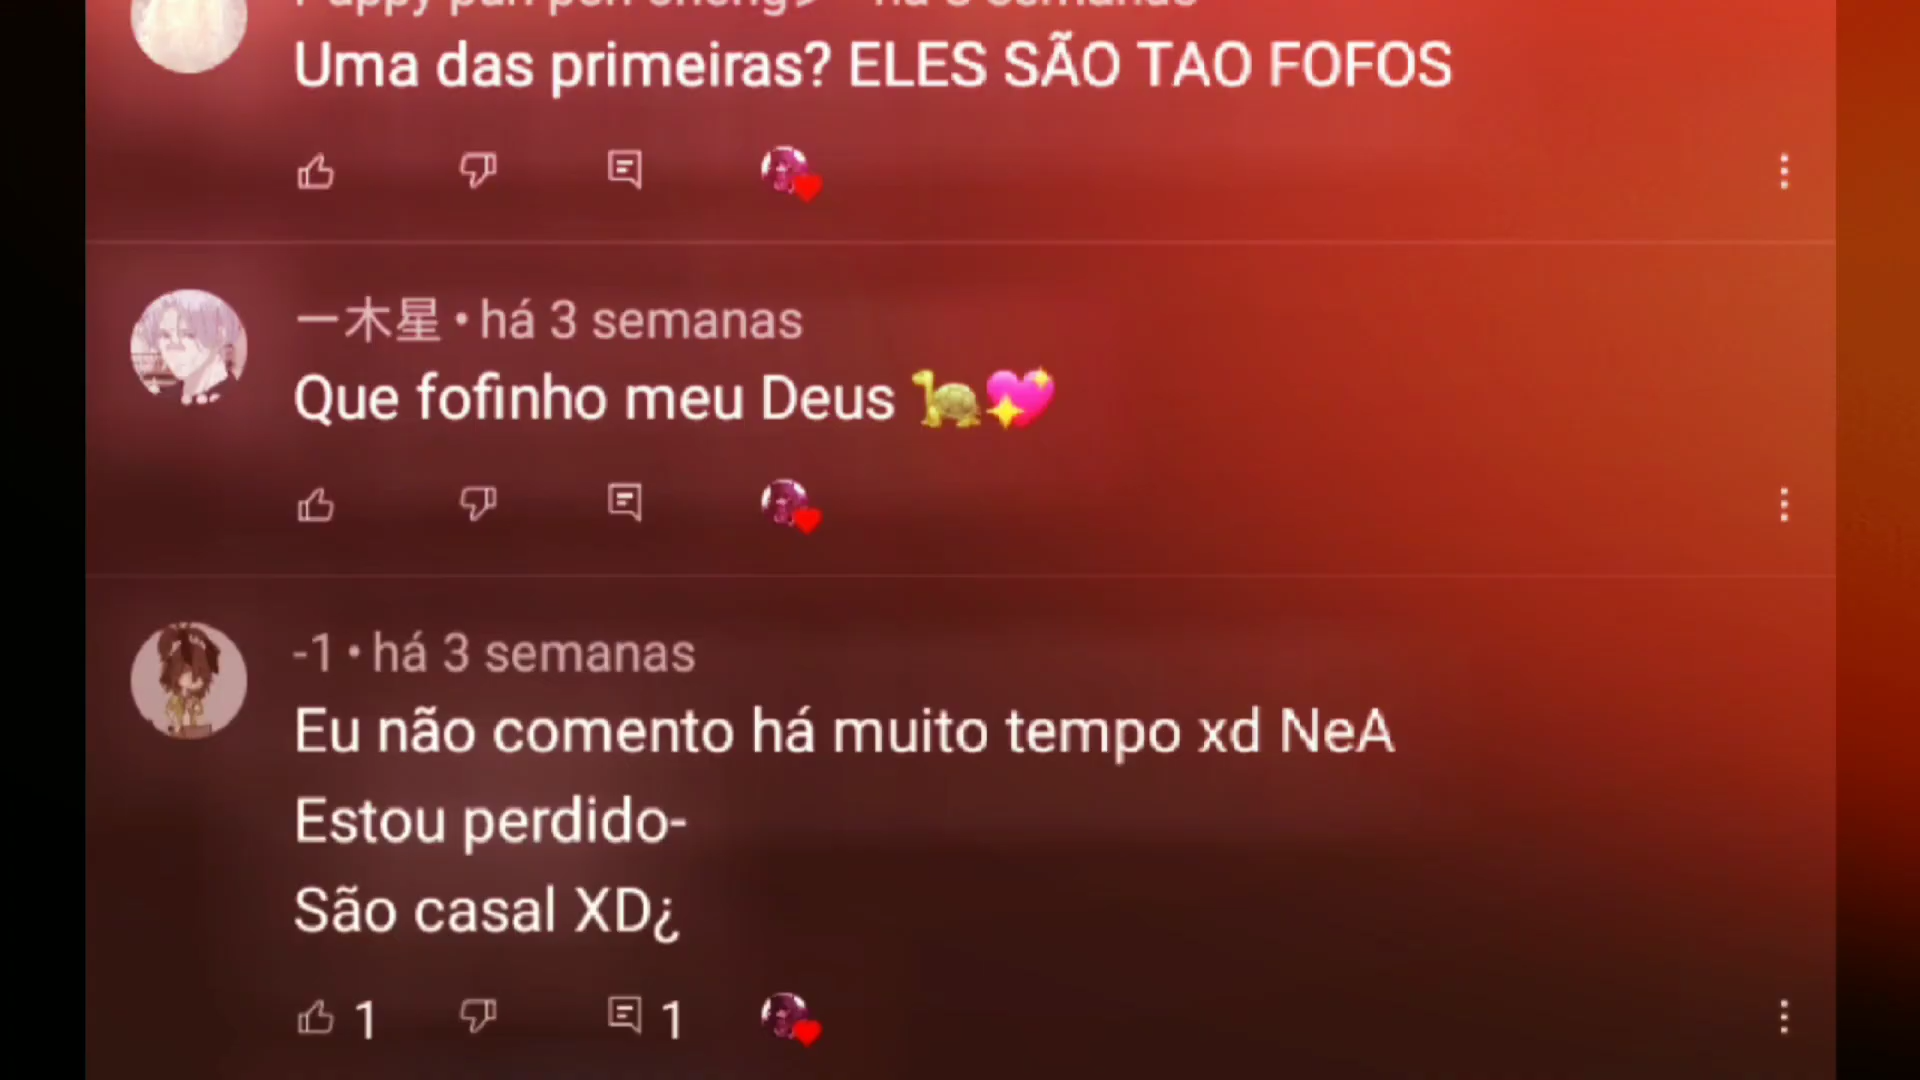 Uma das primeiras? ELES SÃO TAO FOFOS
一木星 • há 3 semanas
Que fofinho meu Deus 🐢💖
-1 • há 3 semanas
Eu não comento há muito tempo xd NeA
Estou perdido-
São casal XD¿
1 1